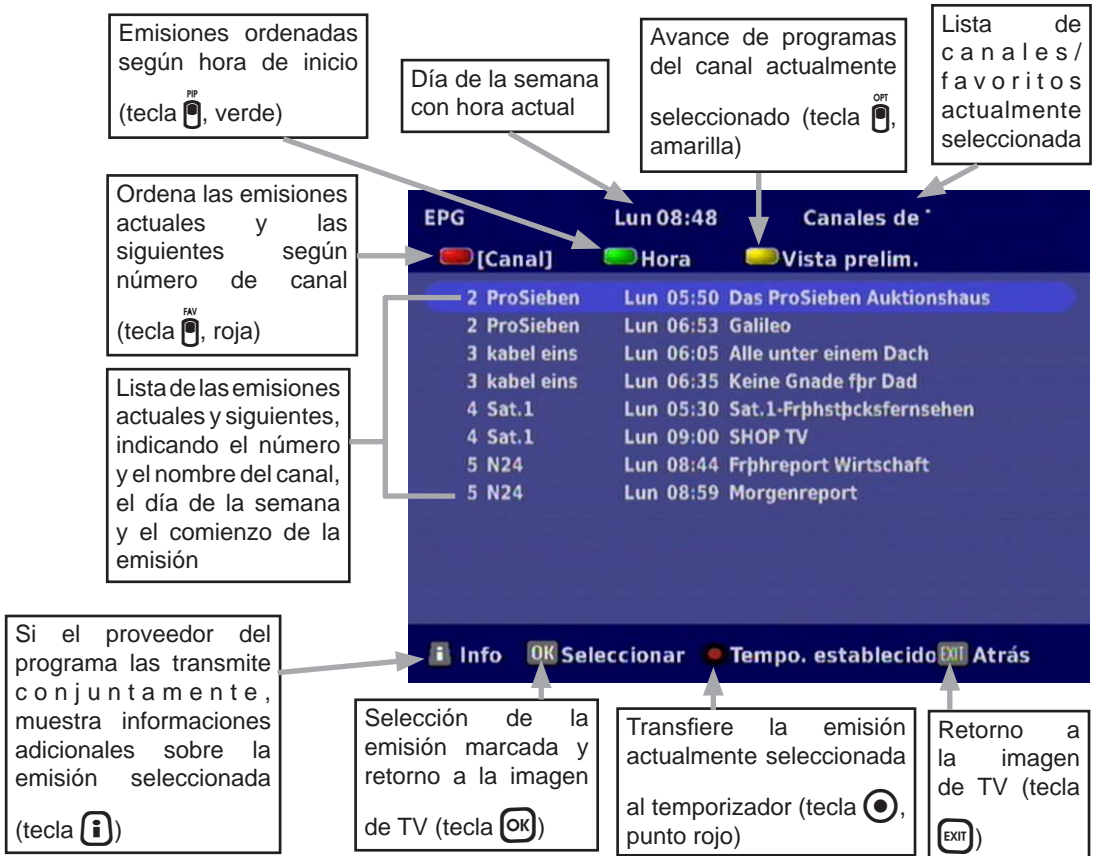 Emisiones ordenadas
según hora de inicio
PIP
(tecla , verde)
Día de la semana
con hora actual
Avance de programas
del canal actualmente
OPT
seleccionado (tecla ,
amarilla)
Lista de
canales/
favoritos
actualmente
seleccionada
Ordena las emisiones
actuales y las
siguientes según
número de canal
FAV
(tecla , roja)
Lista de las emisiones
actuales y siguientes,
indicando el número
y el nombre del canal,
el día de la semana
y el comienzo de la
emisión
EPG Lun 08:48 Canales de
[Canal] Hora Vista prelim.
2 ProSieben Lun 05:50 Das ProSieben Auktionshaus
2 ProSieben Lun 06:53 Galileo
3 kabel eins Lun 06:05 Alle unter einem Dach
3 kabel eins Lun 06:35 Keine Gnade fþr Dad
4 Sat.1 Lun 05:30 Sat.1-Frþhstþcksfernsehen
4 Sat.1 Lun 09:00 SHOP TV
5 N24 Lun 08:44 Frþhreport Wirtschaft
5 N24 Lun 08:59 Morgenreport
i Info OK Seleccionar Tempo. establecido EXIT Atrás
Si el proveedor del
programa las transmite
conjuntamente,
muestra informaciones
adicionales sobre la
emisión seleccionada
(tecla i)
Selección de la
emisión marcada y
retorno a la imagen
de TV (tecla OK)
Transfiere la emisión
actualmente seleccionada
al temporizador (tecla ,
punto rojo)
Retorno a
la imagen
de TV (tecla
EXIT)